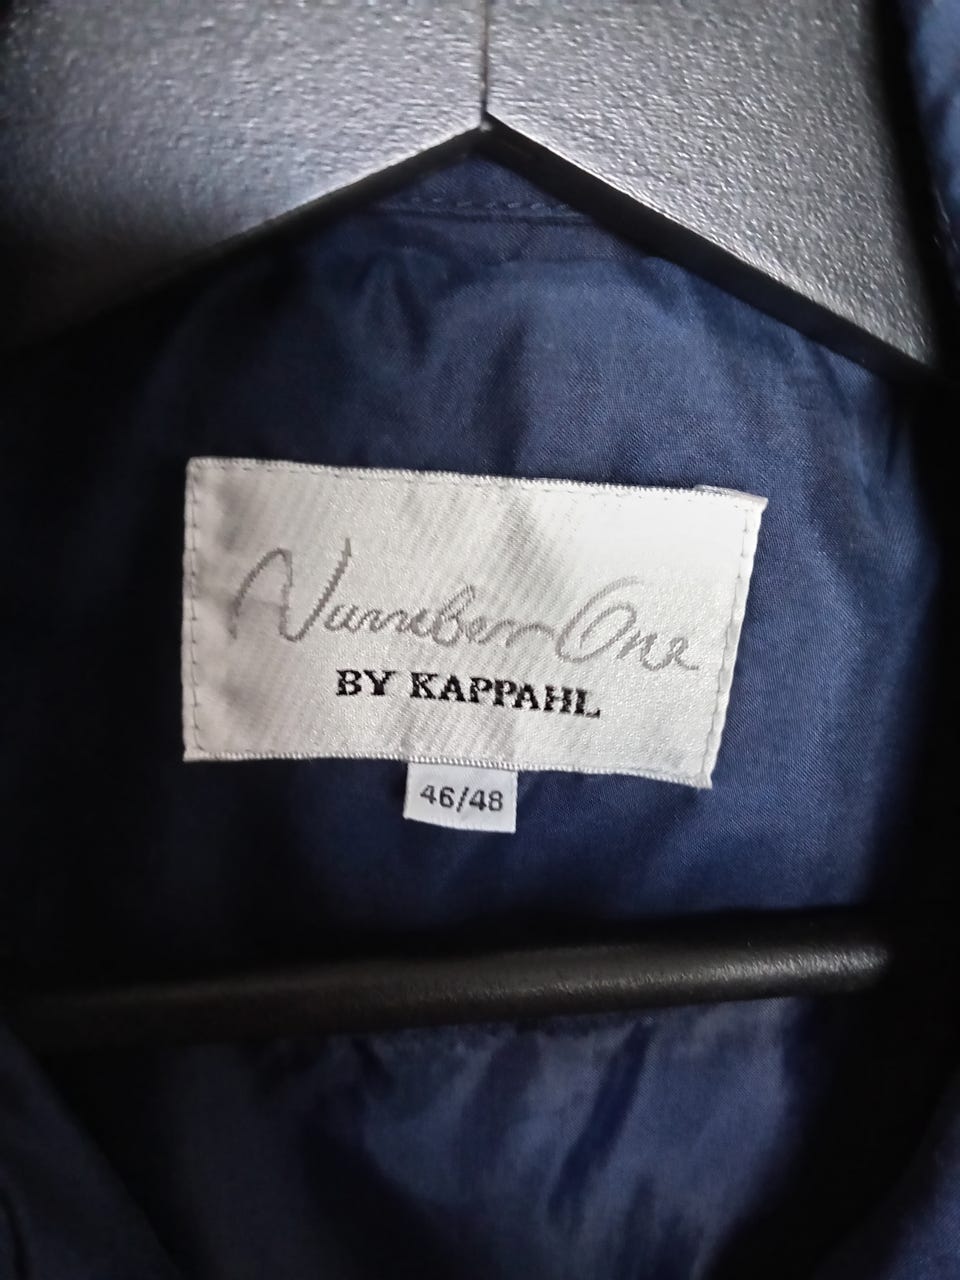 Number One
BY KAPPAHL
46/48